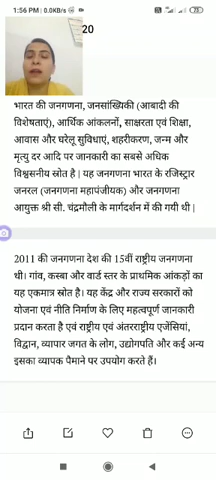 1:56 PM | 0.0KB/s
20
भारत की जनगणना, जनसांख्यिकी (आबादी की
विशेषताएं), आर्थिक आंकलनों, साक्षरता एवं शिक्षा,
आवास और घरेलू सुविधाएं, शहरीकरण, जन्म और
मृत्यु दर आदि पर जानकारी का सबसे अधिक
विश्वसनीय स्रोत है | यह जनगणना भारत के रजिस्ट्रार
जनरल (जनगणना महापंजीयक) और जनगणना
आयुक्त श्री सी. चंद्रमौली के मार्गदर्शन में की गयी थी |
2011 की जनगणना देश की 15वीं राष्ट्रीय जनगणना
थी। गांव, कस्बा और वार्ड स्तर के प्राथमिक आंकड़ों का
यह एकमात्र स्रोत है। यह केंद्र और राज्य सरकारों को
योजना एवं नीति निर्माण के लिए महत्वपूर्ण जानकारी
प्रदान करता है एवं राष्ट्रीय एवं अंतरराष्ट्रीय एजेंसियां,
विद्वान, व्यापार जगत के लोग, उद्योगपति और कई अन्य
इसका व्यापक पैमाने पर उपयोग करते हैं।